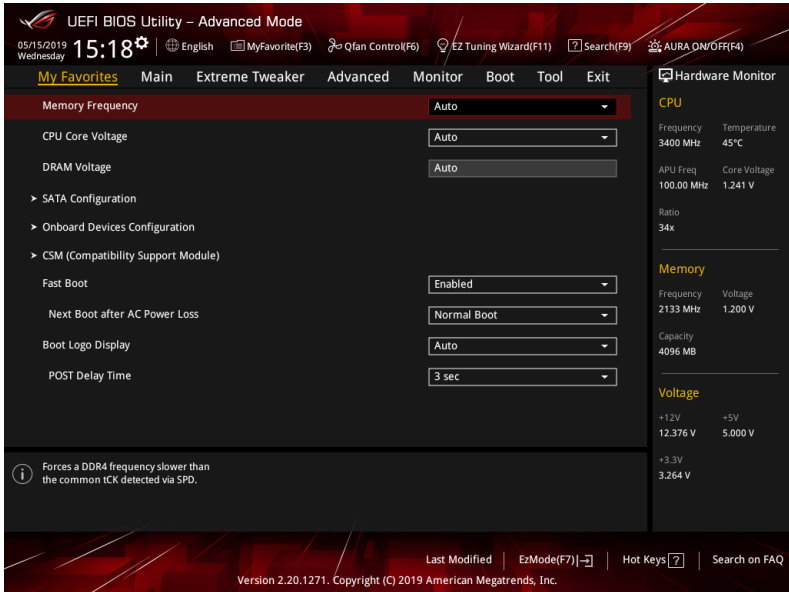 UEFI BIOS Utility – Advanced Mode
05/15/2019 Wednesday 15:18 English MyFavorite(F3) Qfan Control(F6) EZ Tuning Wizard(F11) ? Search(F9) AURA ON/OFF(F4)
My Favorites Main Extreme Tweaker Advanced Monitor Boot Tool Exit
Memory Frequency Auto
CPU Core Voltage Auto
DRAM Voltage Auto
SATA Configuration
Onboard Devices Configuration
CSM (Compatibility Support Module)
Fast Boot Enabled
Next Boot after AC Power Loss Normal Boot
Boot Logo Display Auto
POST Delay Time 3 sec
Forces a DDR4 frequency slower than
the common tCK detected via SPD.
Hardware Monitor
CPU
Frequency Temperature
3400 MHz 45°C
APU Freq Core Voltage
100.00 MHz 1.241 V
Ratio
34x
Memory
Frequency Voltage
2133 MHz 1.200 V
Capacity
4096 MB
Voltage
+12V +5V
12.376 V 5.000 V
+3.3V
3.264 V
Last Modified EzMode(F7) Hot Keys ? Search on FAQ
Version 2.20.1271. Copyright (C) 2019 American Megatrends, Inc.